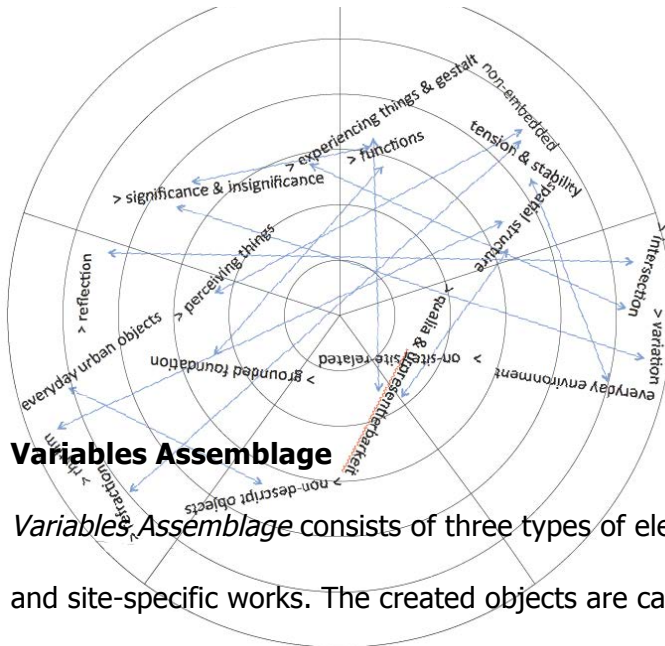 > experiencing things & gestalt
non-embedded
> functions
tension & stability
> significance & insignificance
spatial structure
> perceiving things
> reflection
> intersection
> qualia &
> variation
everyday urban objects
> on-site-site-related
> grounded foundation
everyday environment
Variables Assemblage
> rhythm
> refraction
> non-descript objects
Variables Assemblage consists of three types of ele
and site-specific works. The created objects are ca